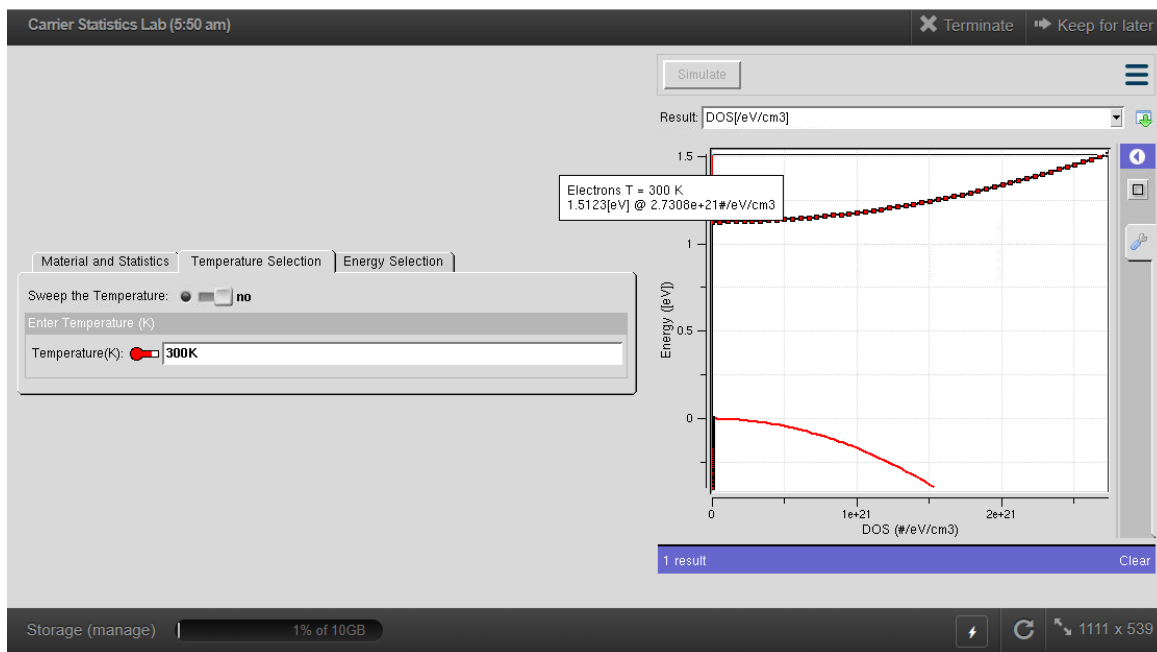 Carrier Statistics Lab (5:50 am)
Terminate
Keep for later
Simulate
Result: DOS[/eV/cm3]
Electrons T = 300 K
1.5123[eV] @ 2.7308e+21#/eV/cm3
1.5
1
0.5
0
Energy ([eV])
0
1e+21
2e+21
DOS (#/eV/cm3)
Material and Statistics
Temperature Selection
Energy Selection
Sweep the Temperature: no
Enter Temperature (K)
Temperature(K): 300K
1 result
Clear
Storage (manage)
1% of 10GB
1111 x 539